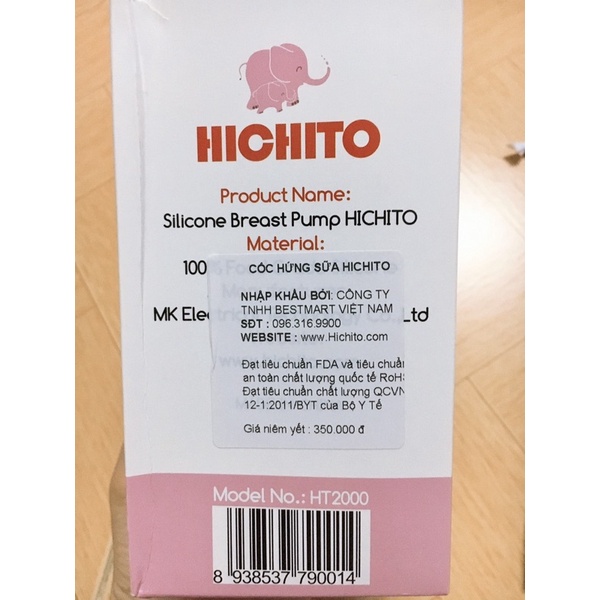 HICHITO
Product Name:
Silicone Breast Pump HICHITO
Material:
100
CỐC HỨNG SỮA HICHITO
NHẬP KHẨU BỞI: CÔNG TY
TNHH BESTMART VIỆT NAM
MK Elec Ltd
SĐT : 096.316.9900
WEBSITE : www.Hichito.com
Đạt tiêu chuẩn FDA và tiêu chuẩn
an toàn chất lượng quốc tế RoHS
Đạt tiêu chuẩn chất lượng QCVN
12-1:2011/BYT của Bộ Y Tế
Giá niêm yết : 350.000 đ
Model No.: HT2000
8 938537 790014